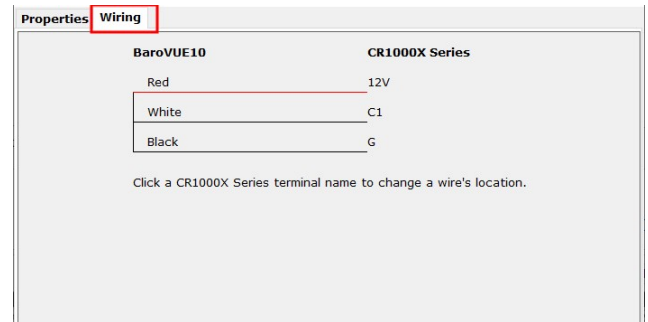 Properties Wiring
BaroVUE10 CR1000X Series
Red 12V
White C1
Black G
Click a CR1000X Series terminal name to change a wire's location.